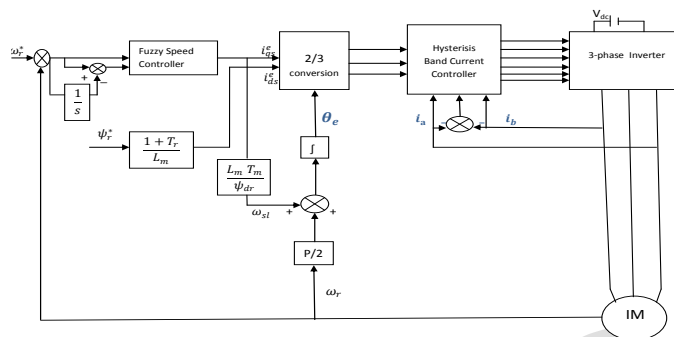 V_dc
ω_r^*
Fuzzy Speed
Controller
i_qs^e
i_ds^e
2/3
conversion
Hysterisis
Band Current
Controller
3-phase Inverter
+
−
1/s
θ_e
i_a
−
−
i_b
ψ_r^*
(1 + T_r)/L_m
∫
(L_m T_m)/ψ_dr
ω_sl
+
+
P/2
ω_r
IM